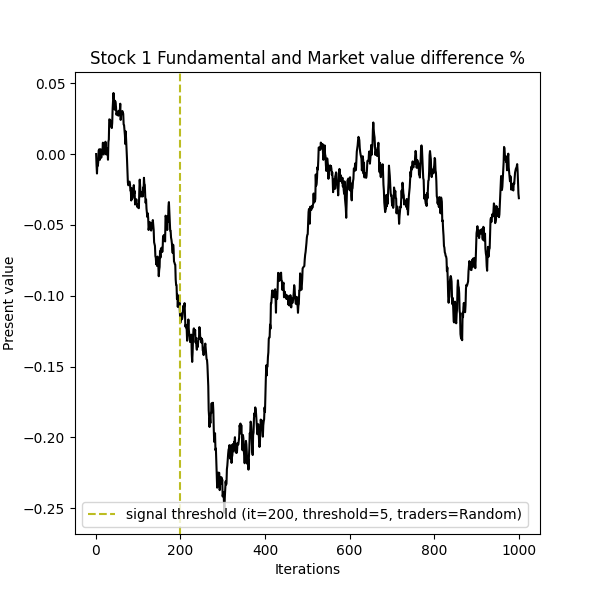 Stock 1 Fundamental and Market value difference %
0.05
0.00
−0.05
−0.10
−0.15
−0.20
−0.25
Present value
signal threshold (it=200, threshold=5, traders=Random)
0 200 400 600 800 1000
Iterations